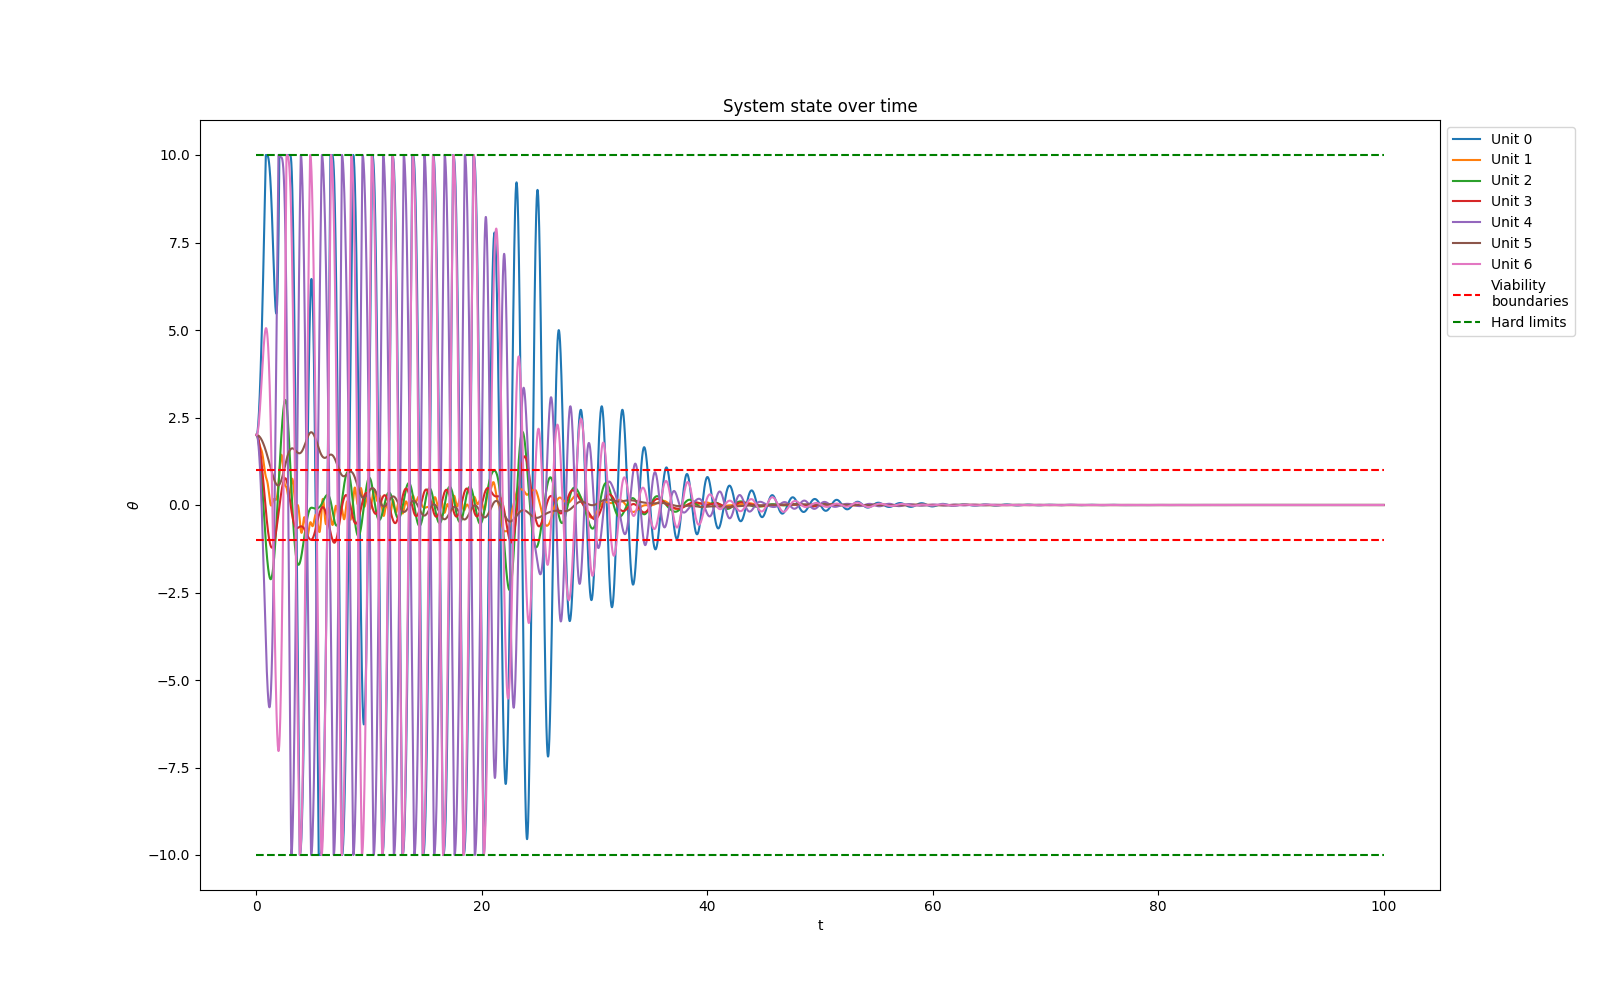 System state over time
10.0
7.5
5.0
2.5
0.0
−2.5
−5.0
−7.5
−10.0
θ
0
20
40
60
80
100
t
Unit 0
Unit 1
Unit 2
Unit 3
Unit 4
Unit 5
Unit 6
Viability
boundaries
Hard limits